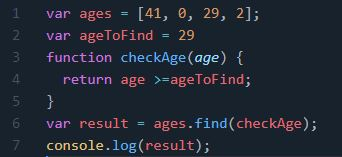 1 var ages = [41, 0, 29, 2];
2 var ageToFind = 29
3 function checkAge(age) {
4   return age >=ageToFind;
5 }
6 var result = ages.find(checkAge);
7 console.log(result);